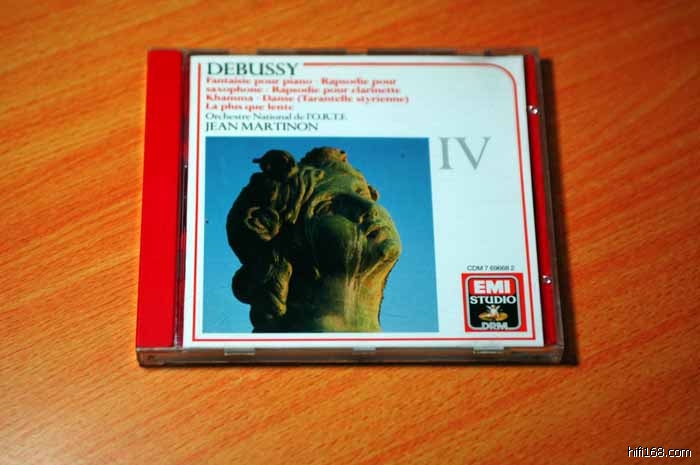 DEBUSSY
Fantaisie pour piano · Rapsodie pour
saxophone · Rapsodie pour clarinette
Khamma · Danse (Tarantelle styrienne)
La plus que lente
Orchestre National de l'O.R.T.F.
JEAN MARTINON
IV
CDM 7 69668 2
EMI
STUDIO
DRM
hifi168.com